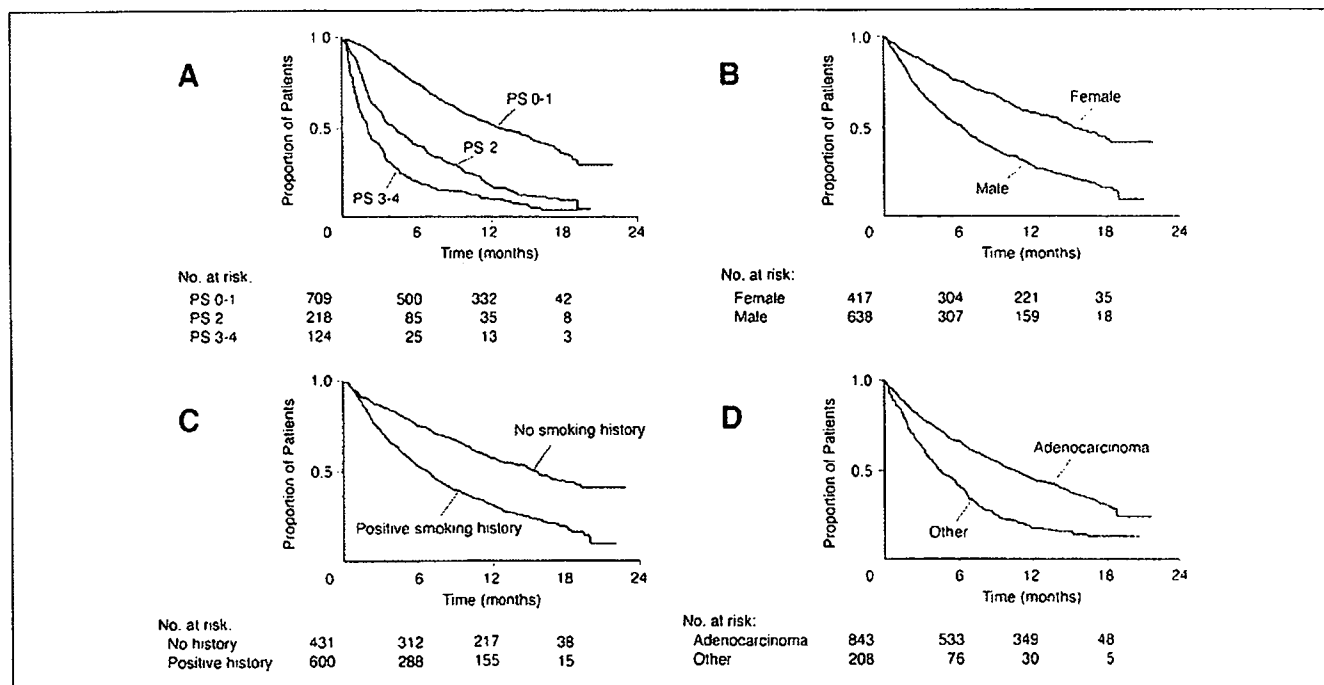 A
Proportion of Patients
1.0
0.5
PS 0-1
PS 2
PS 3-4
0 6 12 18 24
Time (months)
No. at risk.
PS 0-1 709 500 332 42
PS 2 218 85 35 8
PS 3-4 124 25 13 3
B
Proportion of Patients
1.0
0.5
Female
Male
0 6 12 18 24
Time (months)
No. at risk:
Female 417 304 221 35
Male 638 307 159 18
C
Proportion of Patients
1.0
0.5
No smoking history
Positive smoking history
0 6 12 18 24
Time (months)
No. at risk.
No history 431 312 217 38
Positive history 600 288 155 15
D
Proportion of Patients
1.0
0.5
Adenocarcinoma
Other
0 6 12 18 24
Time (months)
No. at risk:
Adenocarcinoma 843 533 349 48
Other 208 76 30 5